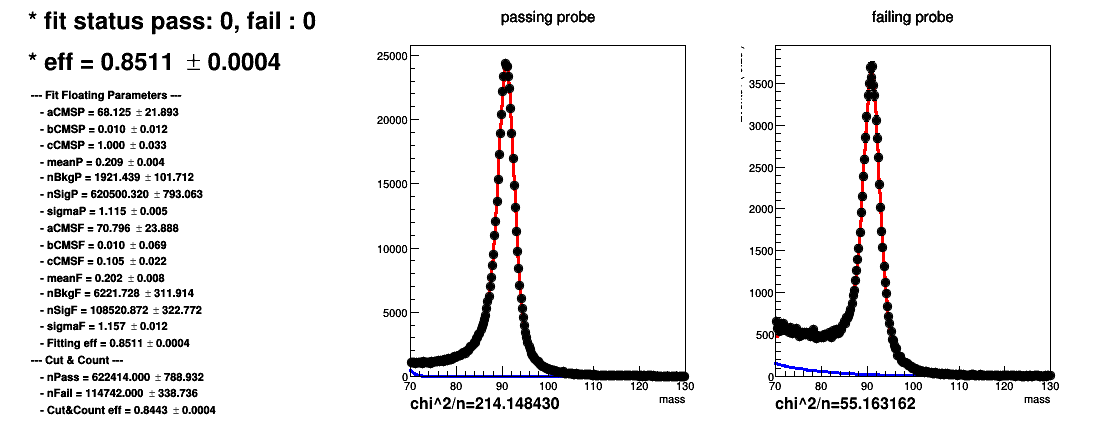 * fit status pass: 0, fail : 0
* eff = 0.8511 ± 0.0004
--- Fit Floating Parameters ---
- aCMSP = 68.125 ± 21.893
- bCMSP = 0.010 ± 0.012
- cCMSP = 1.000 ± 0.033
- meanP = 0.209 ± 0.004
- nBkgP = 1921.439 ± 101.712
- nSigP = 620500.320 ± 793.063
- sigmaP = 1.115 ± 0.005
- aCMSF = 70.796 ± 23.888
- bCMSF = 0.010 ± 0.069
- cCMSF = 0.105 ± 0.022
- meanF = 0.202 ± 0.008
- nBkgF = 6221.728 ± 311.914
- nSigF = 108520.872 ± 322.772
- sigmaF = 1.157 ± 0.012
- Fitting eff = 0.8511 ± 0.0004
--- Cut & Count ---
- nPass = 622414.000 ± 788.932
- nFail = 114742.000 ± 338.736
- Cut&Count eff = 0.8443 ± 0.0004
passing probe
25000
20000
15000
10000
5000
0
70 80 90 100 110 120 130
mass
chi^2/n=214.148430
failing probe
3500
3000
2500
2000
1500
1000
500
0
70 80 90 100 110 120 130
mass
chi^2/n=55.163162